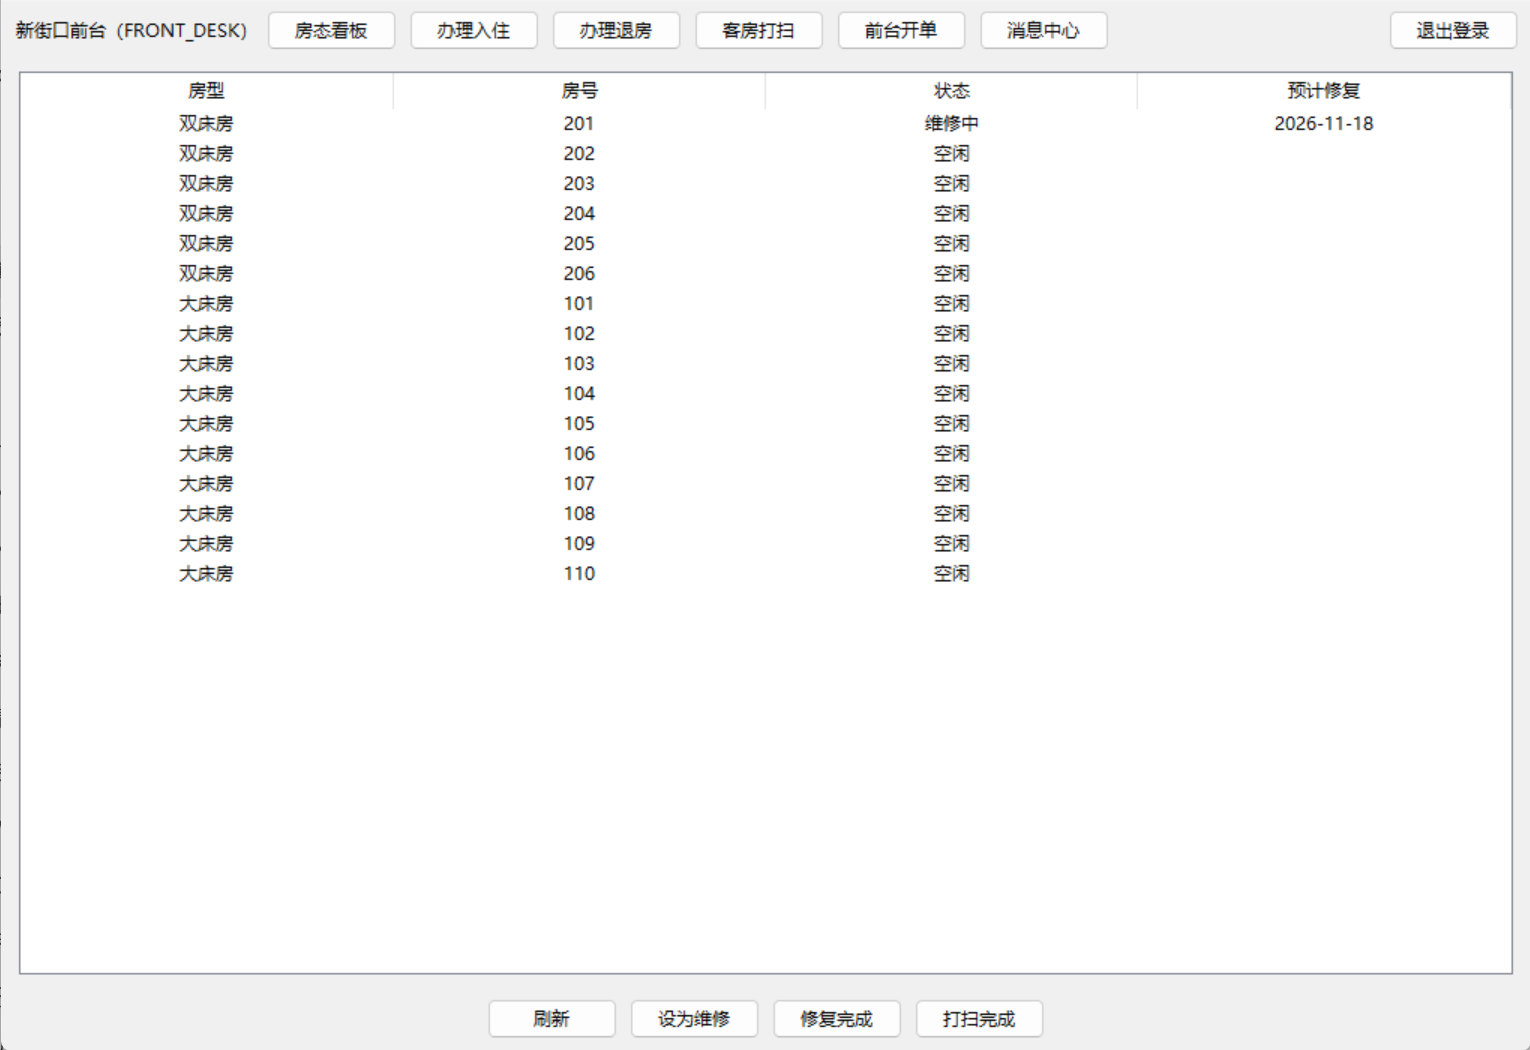 新街口前台（FRONT_DESK） 房态看板 办理入住 办理退房 客房打扫 前台开单 消息中心 退出登录
房型 房号 状态 预计修复
双床房 201 维修中 2026-11-18
双床房 202 空闲
双床房 203 空闲
双床房 204 空闲
双床房 205 空闲
双床房 206 空闲
大床房 101 空闲
大床房 102 空闲
大床房 103 空闲
大床房 104 空闲
大床房 105 空闲
大床房 106 空闲
大床房 107 空闲
大床房 108 空闲
大床房 109 空闲
大床房 110 空闲
刷新 设为维修 修复完成 打扫完成